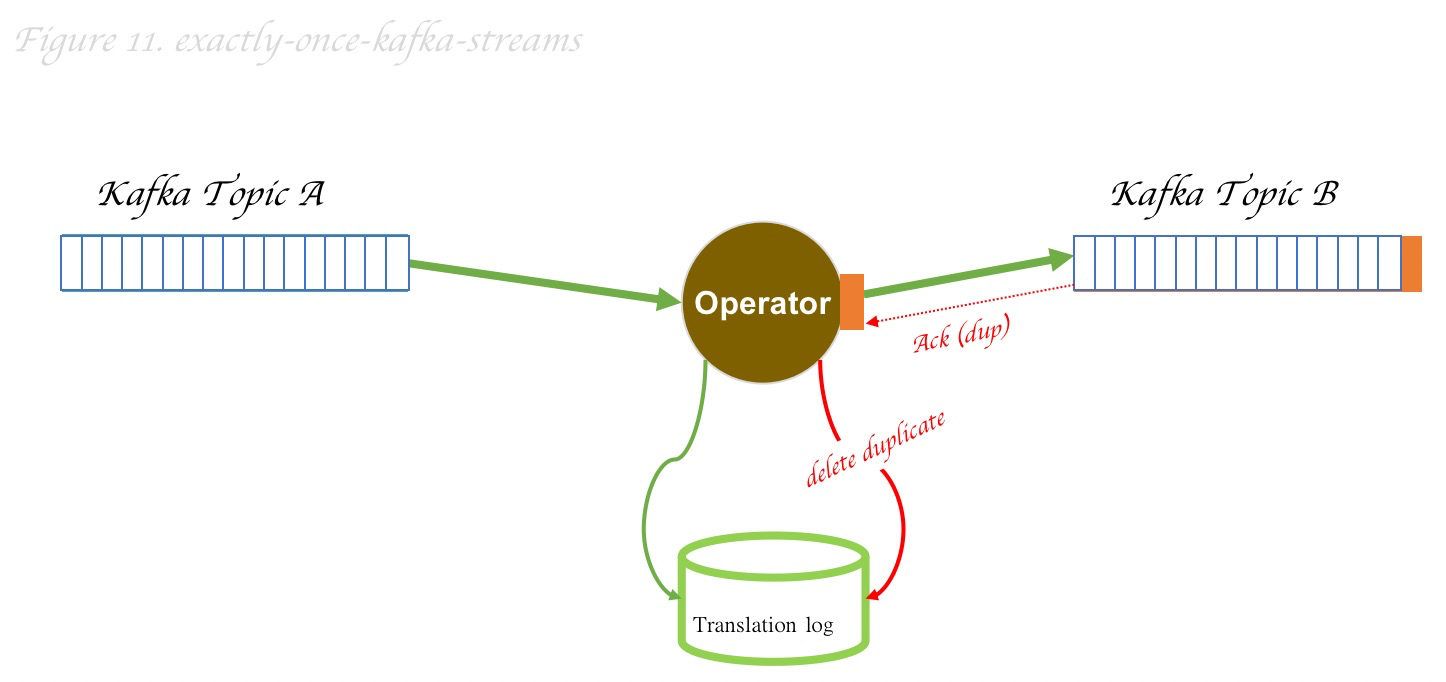 Figure 11. exactly-once-kafka-streams
Kafka Topic A
Kafka Topic B
Operator
Ack (dup)
delete duplicate
Translation log